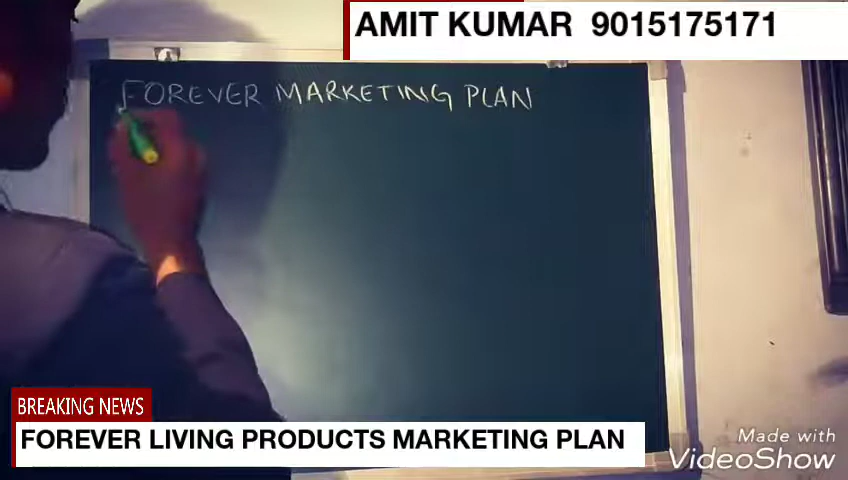 AMIT KUMAR 9015175171
FOREVER MARKETING PLAN
BREAKING NEWS
FOREVER LIVING PRODUCTS MARKETING PLAN
Made with
VideoShow